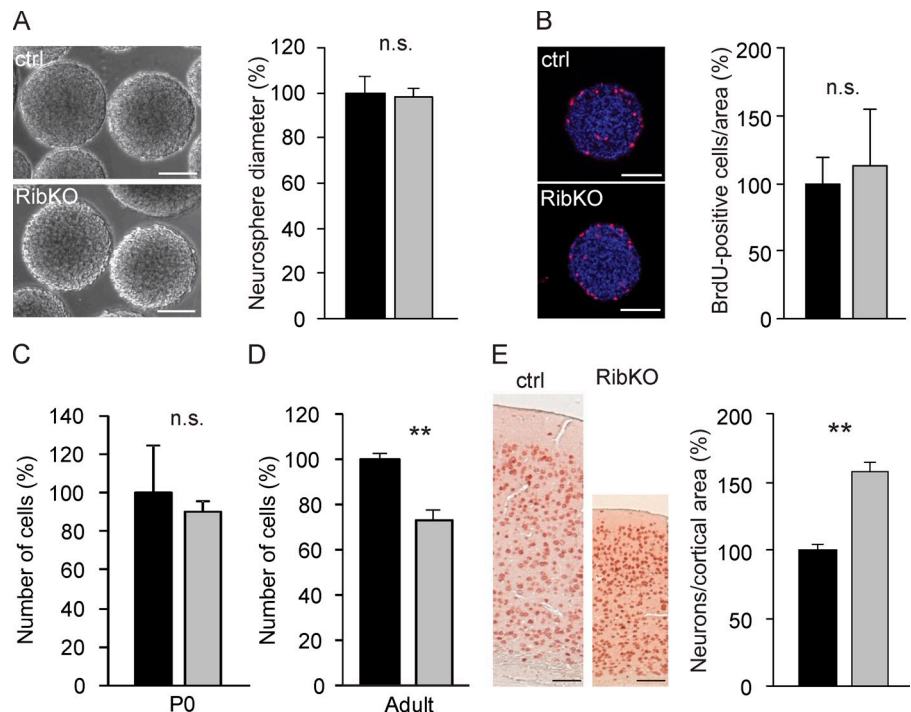 A
ctrl
RibKO
Neurosphere diameter (%)
120
100
80
60
40
20
0
n.s.
B
ctrl
RibKO
BrdU-positive cells/area (%)
200
150
100
50
0
n.s.
C
Number of cells (%)
140
120
100
80
60
40
20
0
n.s.
P0
D
Number of cells (%)
120
100
80
60
40
20
0
**
Adult
E
ctrl
RibKO
Neurons/cortical area (%)
200
150
100
50
0
**